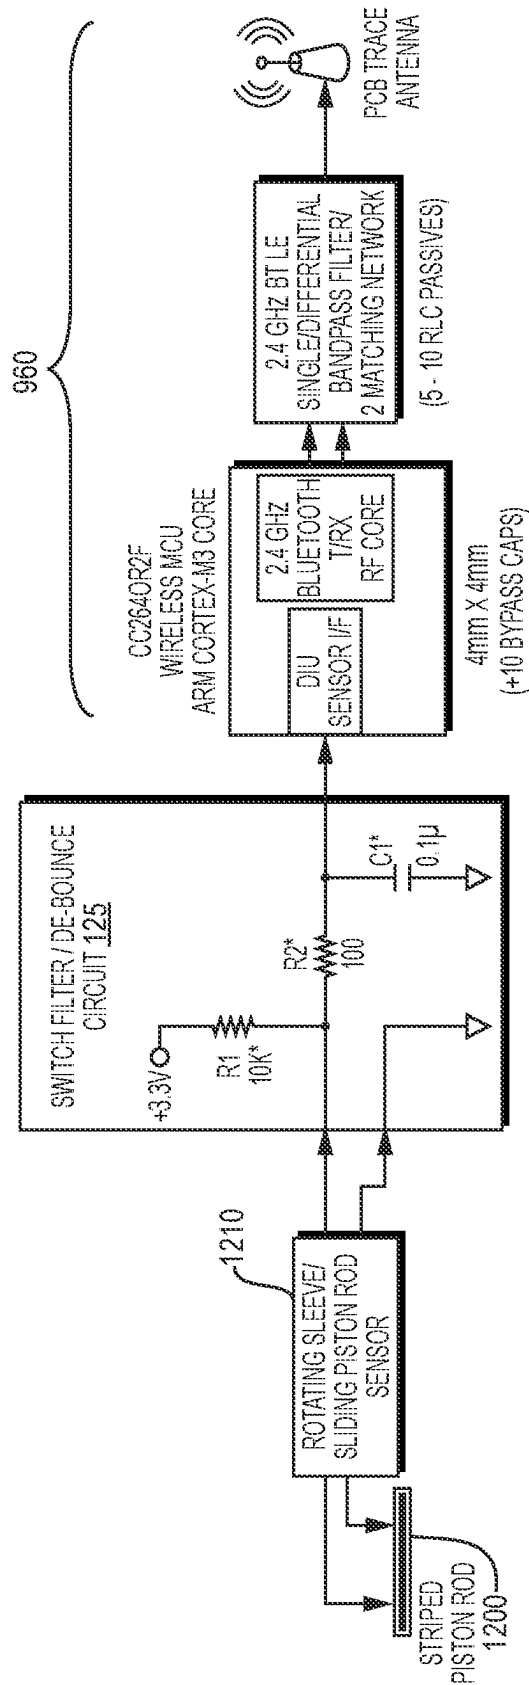 960
STRIPED
PISTON ROD
1200
ROTATING SLEEVE/
SLIDING PISTON ROD
SENSOR
1210
SWITCH FILTER / DE-BOUNCE
CIRCUIT 125
+3.3V
R1
10K*
R2*
100
C1*
0.1µ
CC2640R2F
WIRELESS MCU
ARM CORTEX-M3 CORE
DIU
SENSOR I/F
2.4 GHz
BLUETOOTH
T/RX
RF CORE
4mm X 4mm
(+10 BYPASS CAPS)
2.4 GHz BT LE
SINGLE/DIFFERENTIAL
BANDPASS FILTER/
2 MATCHING NETWORK
(5 - 10 RLC PASSIVES)
PCB TRACE
ANTENNA